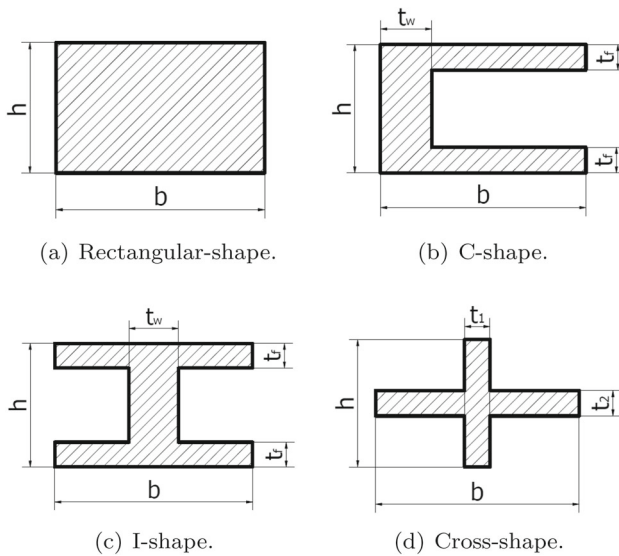 h
b
(a) Rectangular-shape.
tw
h
tf
tf
b
(b) C-shape.
tw
h
tf
tf
b
(c) I-shape.
t1
h
t2
b
(d) Cross-shape.